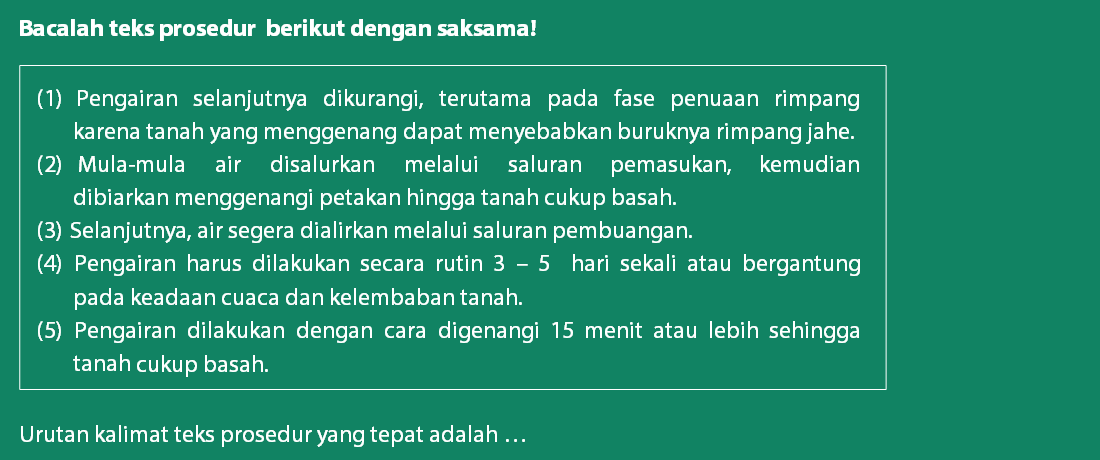 Bacalah teks prosedur berikut dengan saksama!
(1) Pengairan selanjutnya dikurangi, terutama pada fase penuaan rimpang
karena tanah yang menggenang dapat menyebabkan buruknya rimpang jahe.
(2) Mula-mula air disalurkan melalui saluran pemasukan, kemudian
dibiarkan menggenangi petakan hingga tanah cukup basah.
(3) Selanjutnya, air segera dialirkan melalui saluran pembuangan.
(4) Pengairan harus dilakukan secara rutin 3 – 5 hari sekali atau bergantung
pada keadaan cuaca dan kelembaban tanah.
(5) Pengairan dilakukan dengan cara digenangi 15 menit atau lebih sehingga
tanah cukup basah.
Urutan kalimat teks prosedur yang tepat adalah ...